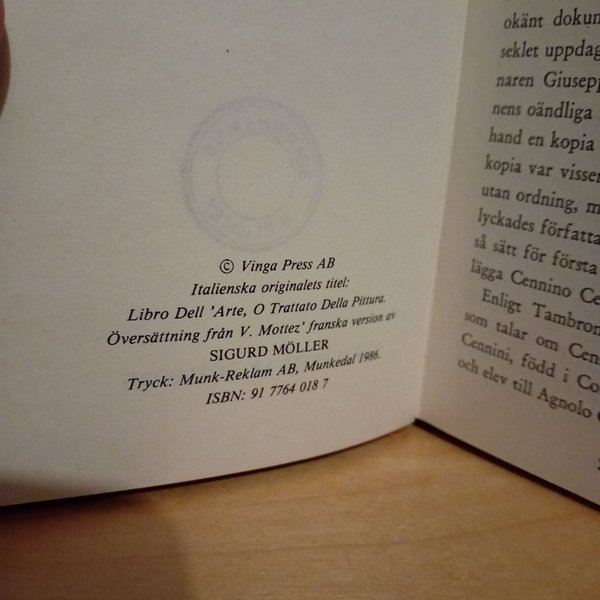 © Vinga Press AB
Italienska originalets titel:
Libro Dell 'Arte, O Trattato Della Pittura.
Översättning från V. Mottez' franska version av
SIGURD MÖLLER
Tryck: Munk-Reklam AB, Munkedal 1986.
ISBN: 91 7764 018 7
okänt dokum
seklet uppdag
naren Giusepp
nens oändliga
hand en kopia
kopia var visser
utan ordning, m
lyckades författa
så sätt för första
lägga Cennino Ce
Enligt Tambron
som talar om Cen
Cennini, född i Co
och elev till Agnolo